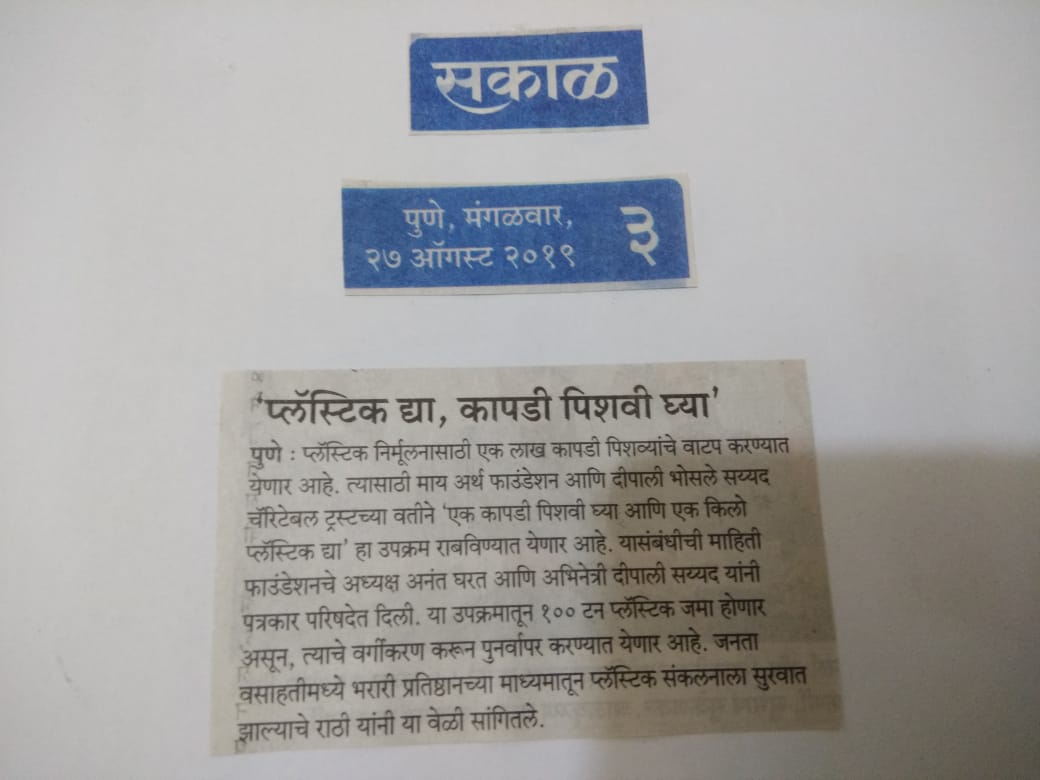 सकाळ
पुणे, मंगळवार,
२७ ऑगस्ट २०१९
३
'प्लॅस्टिक द्या, कापडी पिशवी घ्या'
पुणे : प्लॅस्टिक निर्मूलनासाठी एक लाख कापडी पिशव्यांचे वाटप करण्यात
येणार आहे. त्यासाठी माय अर्थ फाउंडेशन आणि दीपाली भोसले सय्यद
चॅरिटेबल ट्रस्टच्या वतीने 'एक कापडी पिशवी घ्या आणि एक किलो
प्लॅस्टिक द्या' हा उपक्रम राबविण्यात येणार आहे. यासंबंधीची माहिती
फाउंडेशनचे अध्यक्ष अनंत घरत आणि अभिनेत्री दीपाली सय्यद यांनी
पत्रकार परिषदेत दिली. या उपक्रमातून १०० टन प्लॅस्टिक जमा होणार
असून, त्याचे वर्गीकरण करून पुनर्वापर करण्यात येणार आहे. जनता
वसाहतीमध्ये भरारी प्रतिष्ठानच्या माध्यमातून प्लॅस्टिक संकलनाला सुरवात
झाल्याचे राठी यांनी या वेळी सांगितले.